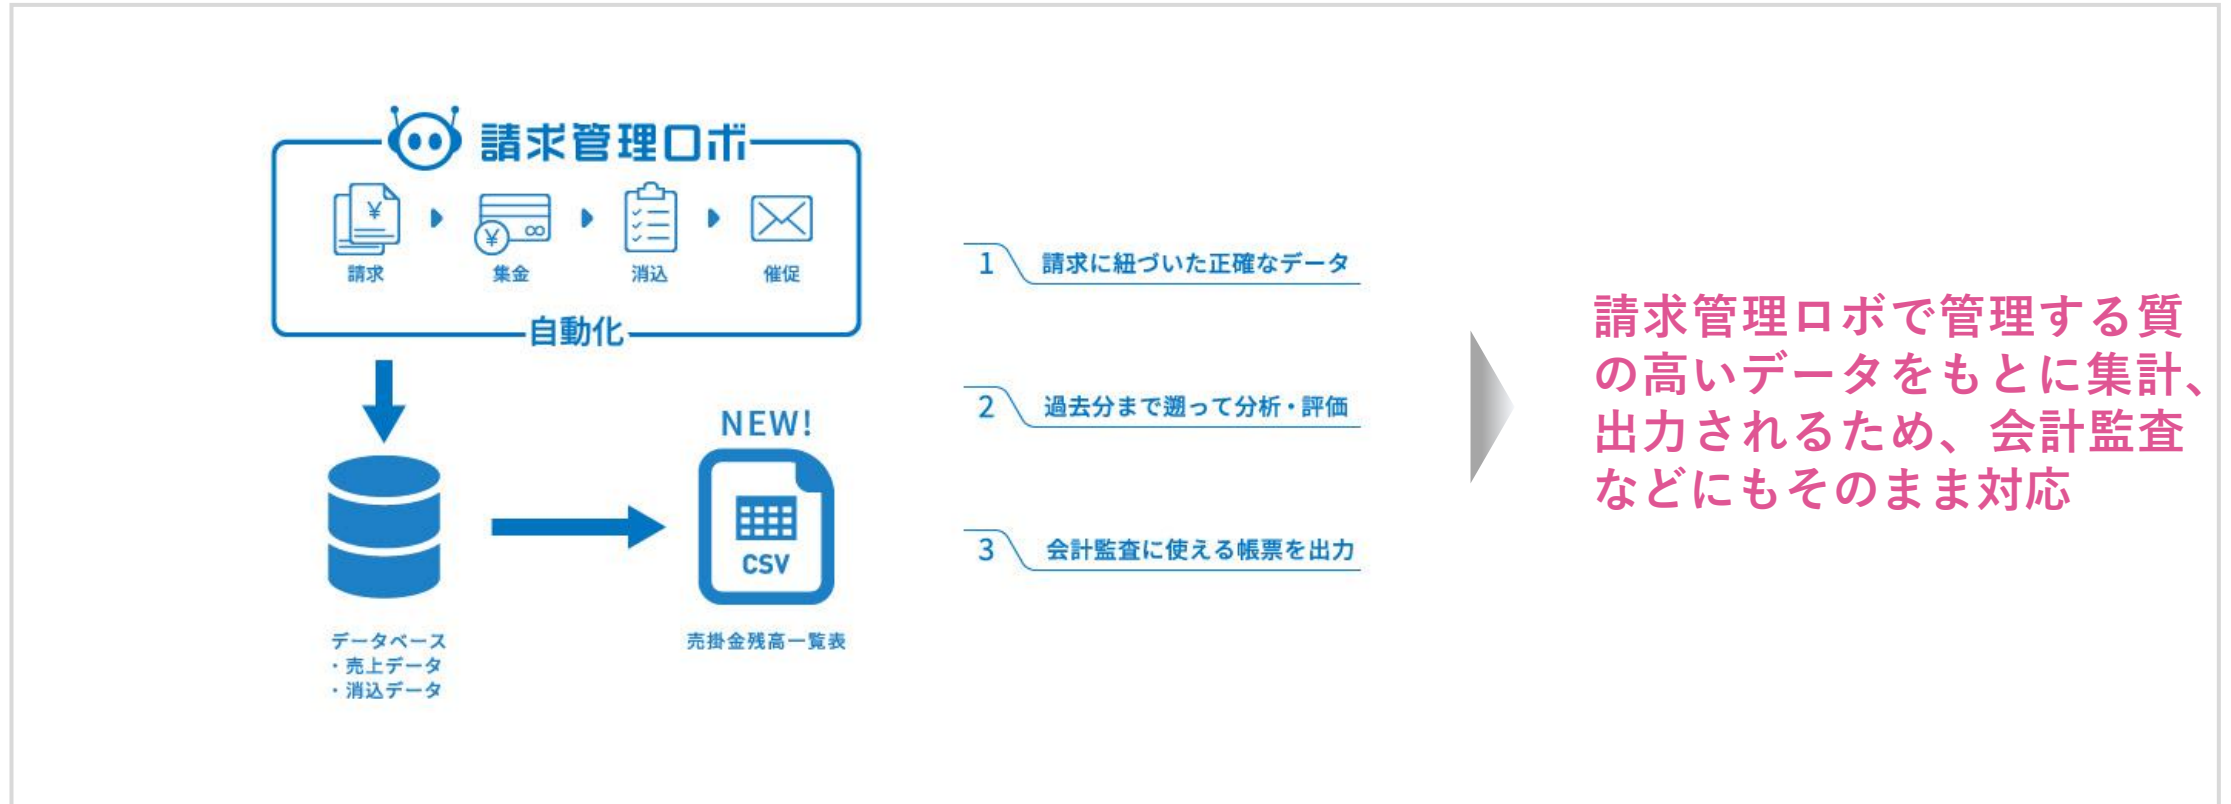 請求管理ロボ
¥
¥
請求
集金
消込
催促
自動化
NEW!
CSV
データベース
・売上データ
・消込データ
売掛金残高一覧表
1 請求に紐づいた正確なデータ
2 過去分まで遡って分析・評価
3 会計監査に使える帳票を出力
請求管理ロボで管理する質
の高いデータをもとに集計、
出力されるため、会計監査
などにもそのまま対応